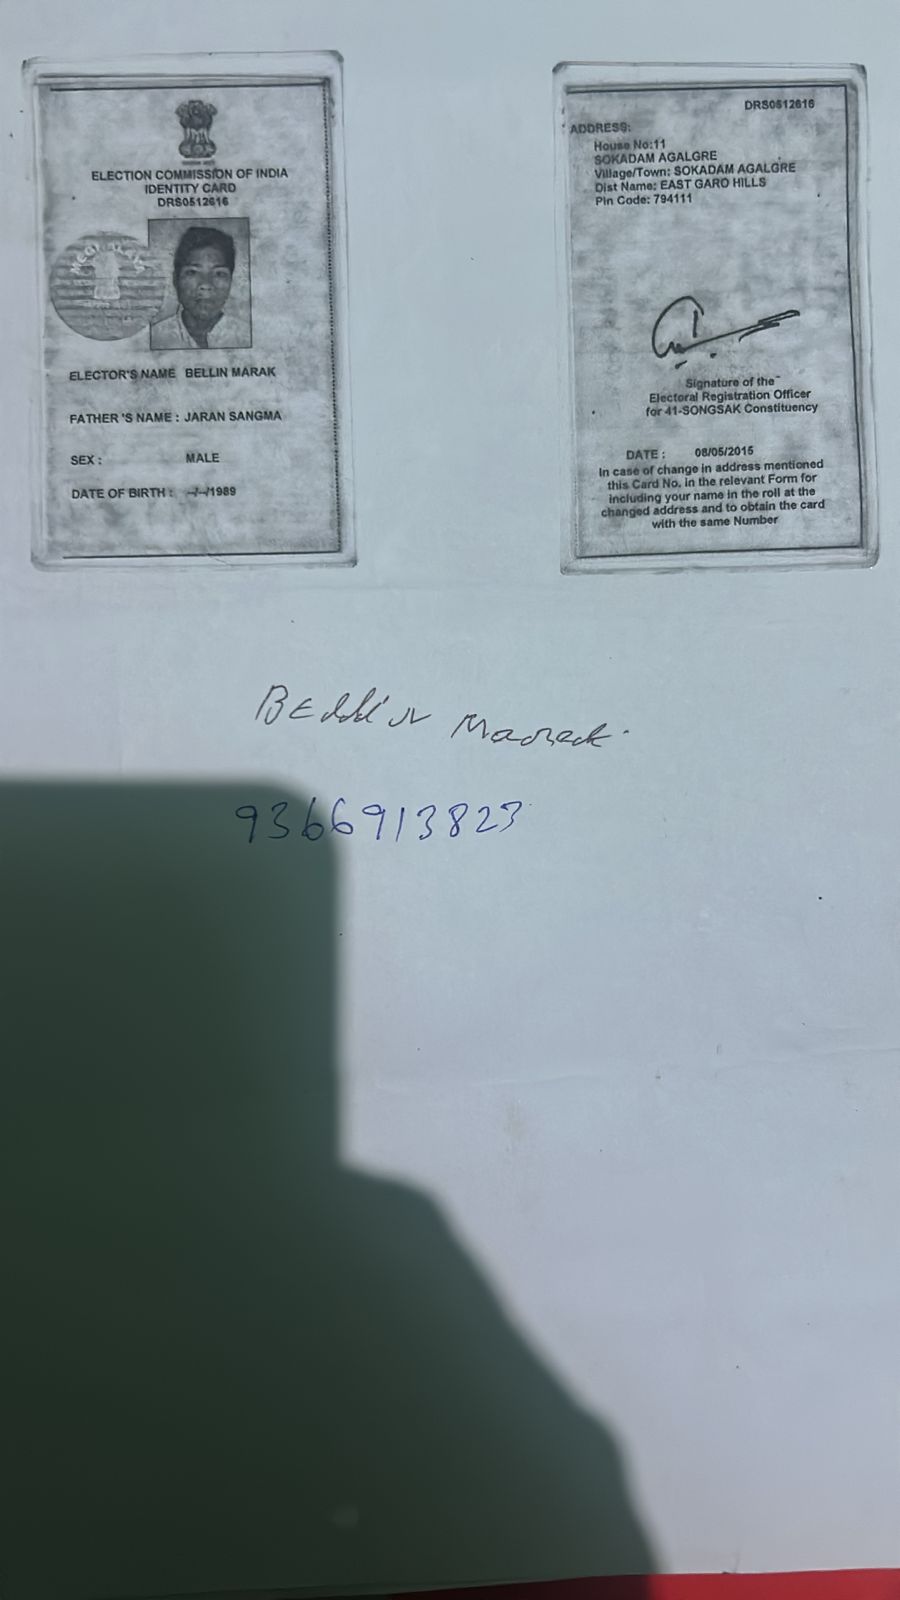 ELECTION COMMISSION OF INDIA
IDENTITY CARD
DRS0512616
MEGHALAYA
ELECTOR'S NAME BELLIN MARAK
FATHER 'S NAME : JARAN SANGMA
SEX : MALE
DATE OF BIRTH : --/--/1989
DRS0512616
ADDRESS:
House No:11
SOKADAM AGALGRE
Village/Town: SOKADAM AGALGRE
Dist Name: EAST GARO HILLS
Pin Code: 794111
Signature of the
Electoral Registration Officer
for 41-SONGSAK Constituency
DATE : 08/05/2015
In case of change in address mentioned
this Card No. in the relevant Form for
including your name in the roll at the
changed address and to obtain the card
with the same Number
Bellin Marak.
9366913823